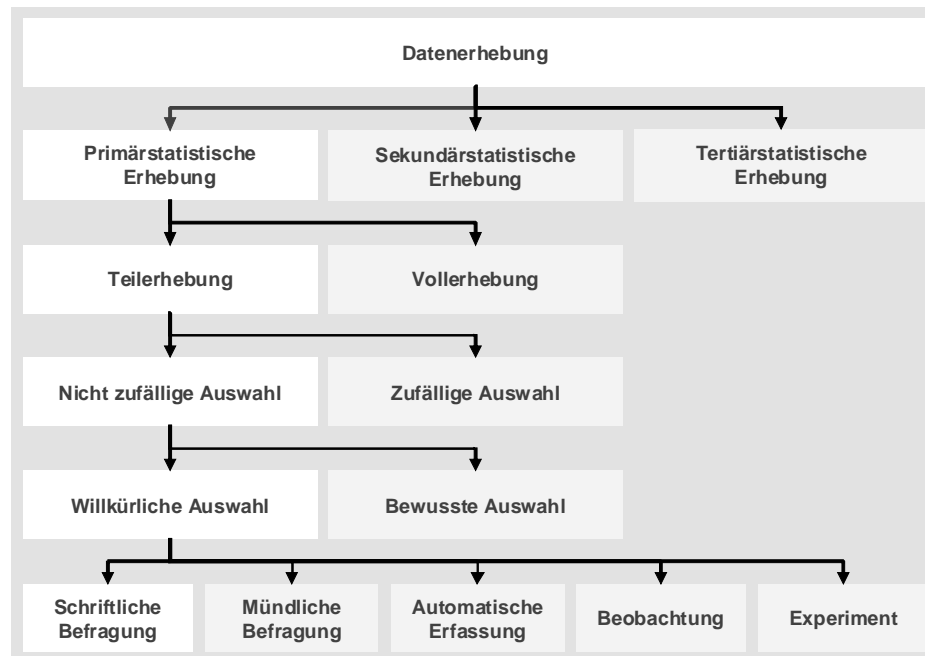 Datenerhebung
Primärstatistische
Erhebung
Sekundärstatistische
Erhebung
Tertiärstatistische
Erhebung
Teilerhebung
Vollerhebung
Nicht zufällige Auswahl
Zufällige Auswahl
Willkürliche Auswahl
Bewusste Auswahl
Schriftliche
Befragung
Mündliche
Befragung
Automatische
Erfassung
Beobachtung
Experiment